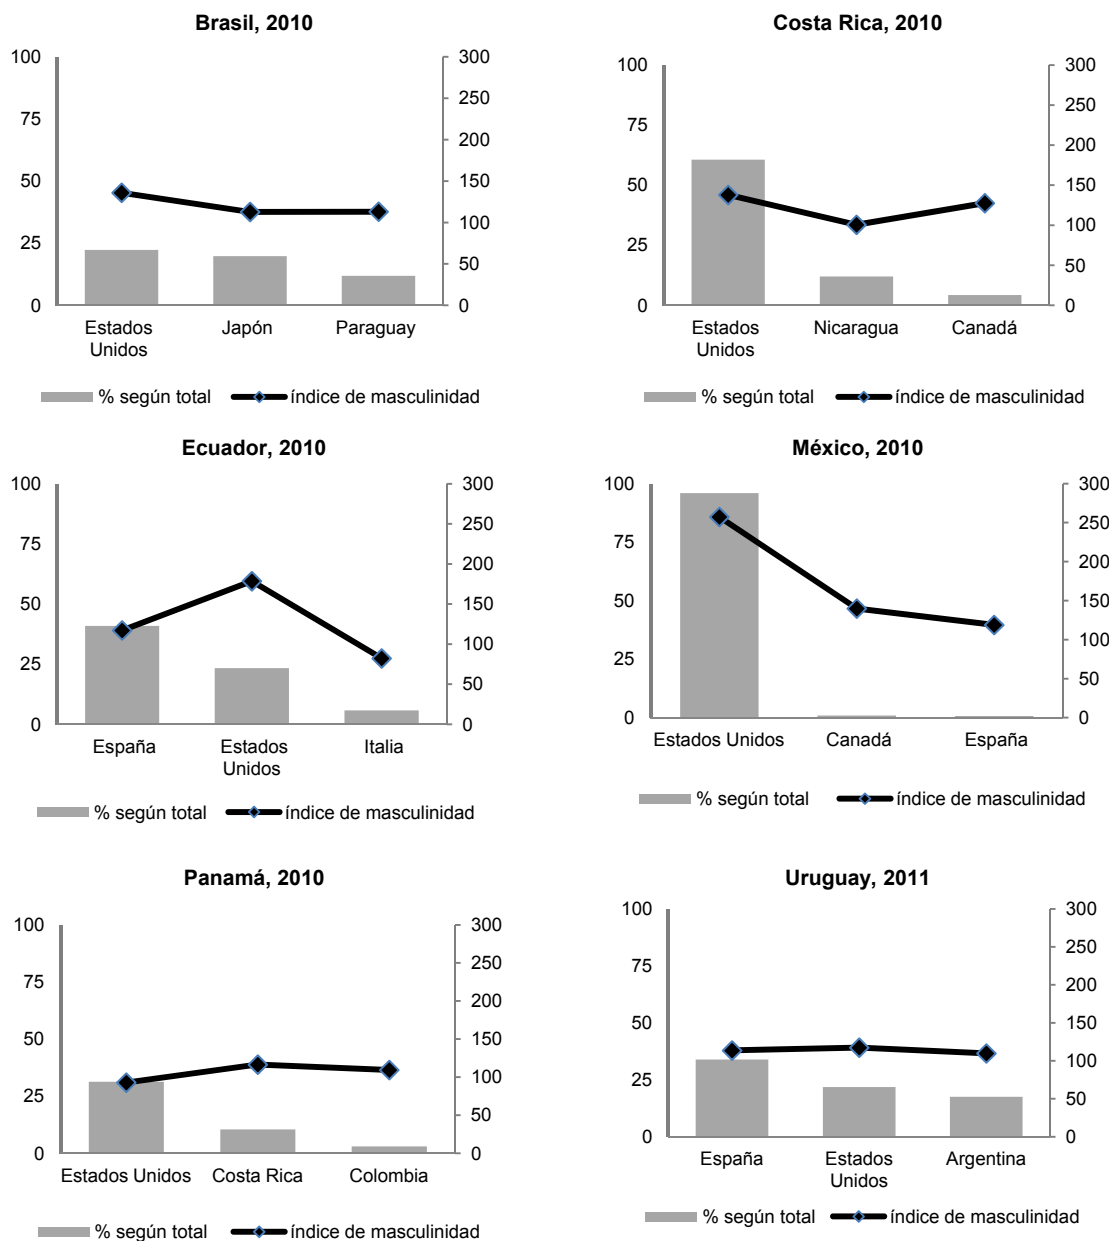 Brasil, 2010
100
75
50
25
0
300
250
200
150
100
50
0
Estados
Unidos
Japón
Paraguay
% según total
índice de masculinidad
Costa Rica, 2010
100
75
50
25
0
300
250
200
150
100
50
0
Estados
Unidos
Nicaragua
Canadá
% según total
índice de masculinidad
Ecuador, 2010
100
75
50
25
0
300
250
200
150
100
50
0
España
Estados
Unidos
Italia
% según total
índice de masculinidad
México, 2010
100
75
50
25
0
300
250
200
150
100
50
0
Estados Unidos
Canadá
España
% según total
índice de masculinidad
Panamá, 2010
100
75
50
25
0
300
250
200
150
100
50
0
Estados Unidos
Costa Rica
Colombia
% según total
índice de masculinidad
Uruguay, 2011
100
75
50
25
0
300
250
200
150
100
50
0
España
Estados
Unidos
Argentina
% según total
índice de masculinidad